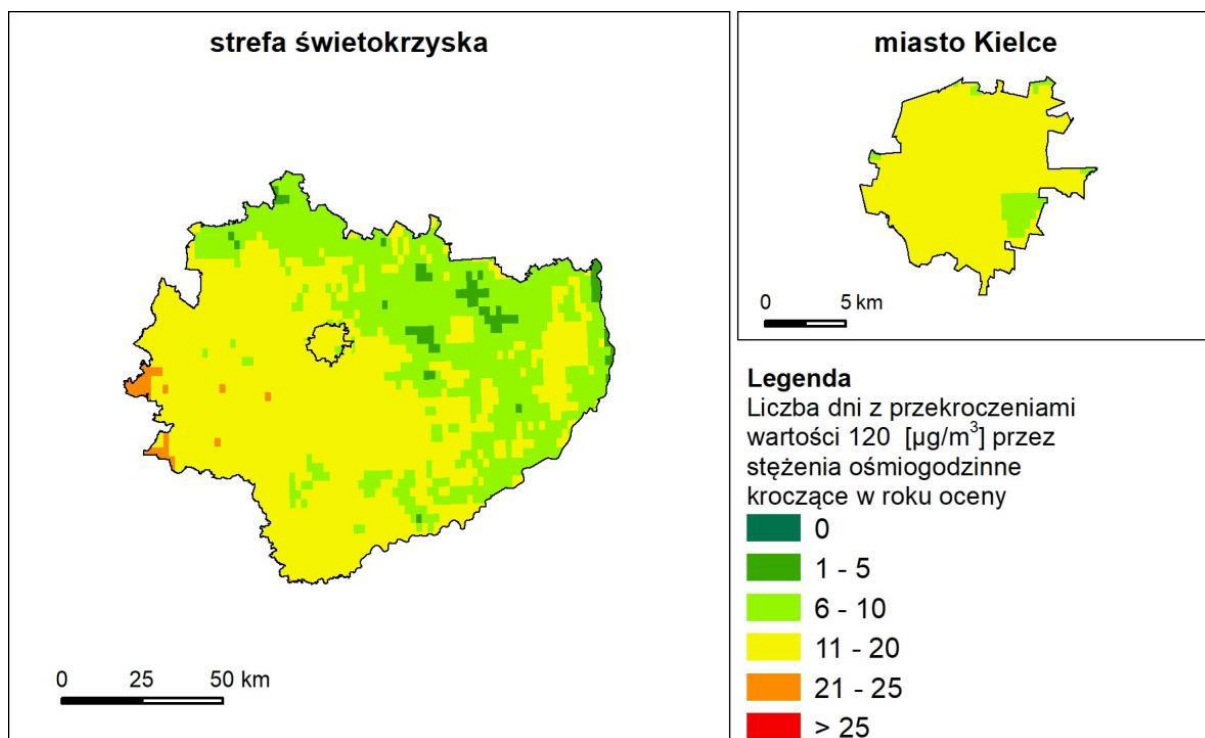 strefa świetokrzyska
0 25 50 km
miasto Kielce
0 5 km
Legenda
Liczba dni z przekroczeniami
wartości 120 [µg/m³] przez
stężenia ośmiogodzinne
kroczące w roku oceny
0
1 - 5
6 - 10
11 - 20
21 - 25
> 25